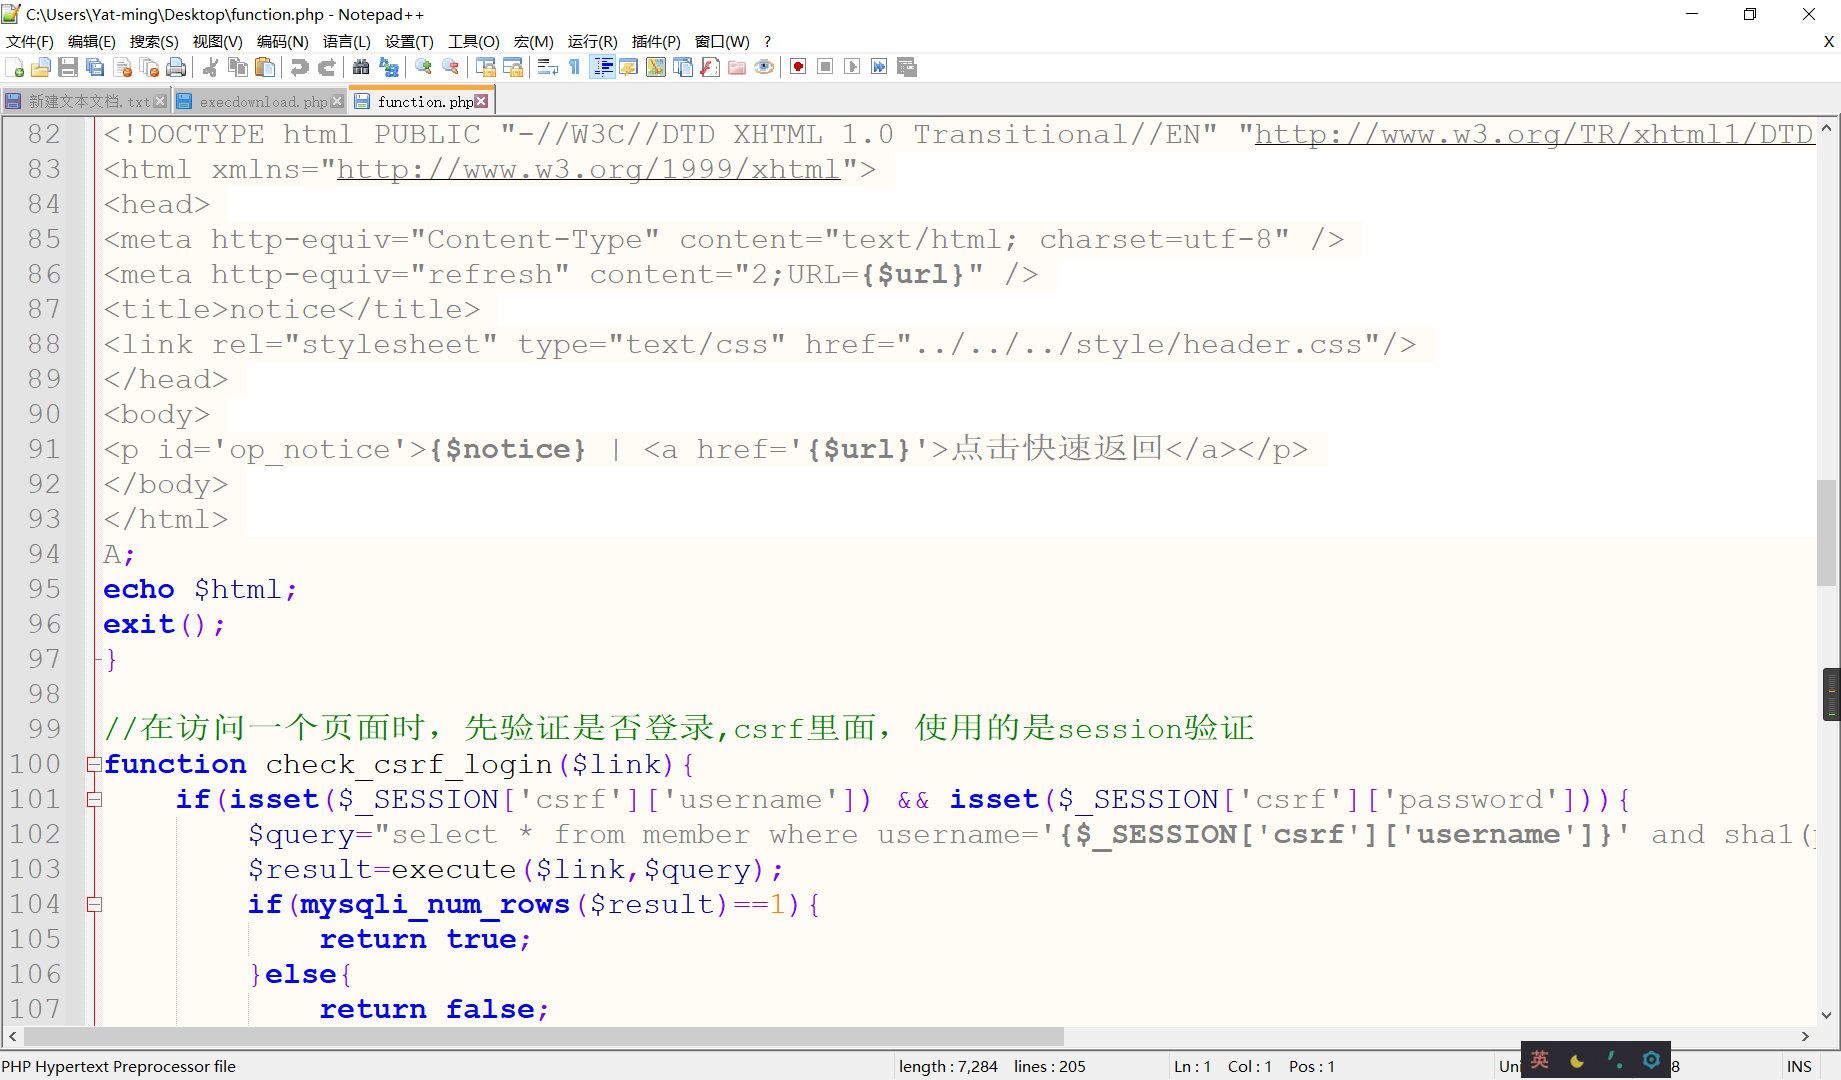 C:\Users\Yat-ming\Desktop\function.php - Notepad++
文件(F) 编辑(E) 搜索(S) 视图(V) 编码(N) 语言(L) 设置(T) 工具(O) 宏(M) 运行(R) 插件(P) 窗口(W) ? X
新建文本文档.txt execdownload.php function.php
82 <!DOCTYPE html PUBLIC "-//W3C//DTD XHTML 1.0 Transitional//EN" "http://www.w3.org/TR/xhtml1/DTD
83 <html xmlns="http://www.w3.org/1999/xhtml">
84 <head>
85 <meta http-equiv="Content-Type" content="text/html; charset=utf-8" />
86 <meta http-equiv="refresh" content="2;URL={$url}" />
87 <title>notice</title>
88 <link rel="stylesheet" type="text/css" href="../../../style/header.css"/>
89 </head>
90 <body>
91 <p id='op_notice'>{$notice} | <a href='{$url}'>点击快速返回</a></p>
92 </body>
93 </html>
94 A;
95 echo $html;
96 exit();
97 }
98
99 //在访问一个页面时，先验证是否登录,csrf里面，使用的是session验证
100 function check_csrf_login($link){
101 if(isset($_SESSION['csrf']['username']) && isset($_SESSION['csrf']['password'])){
102 $query="select * from member where username='{$_SESSION['csrf']['username']}' and sha1(
103 $result=execute($link,$query);
104 if(mysqli_num_rows($result)==1){
105 return true;
106 }else{
107 return false;
PHP Hypertext Preprocessor file length : 7,284 lines : 205 Ln : 1 Col : 1 Pos : 1 Uni 英 8 INS